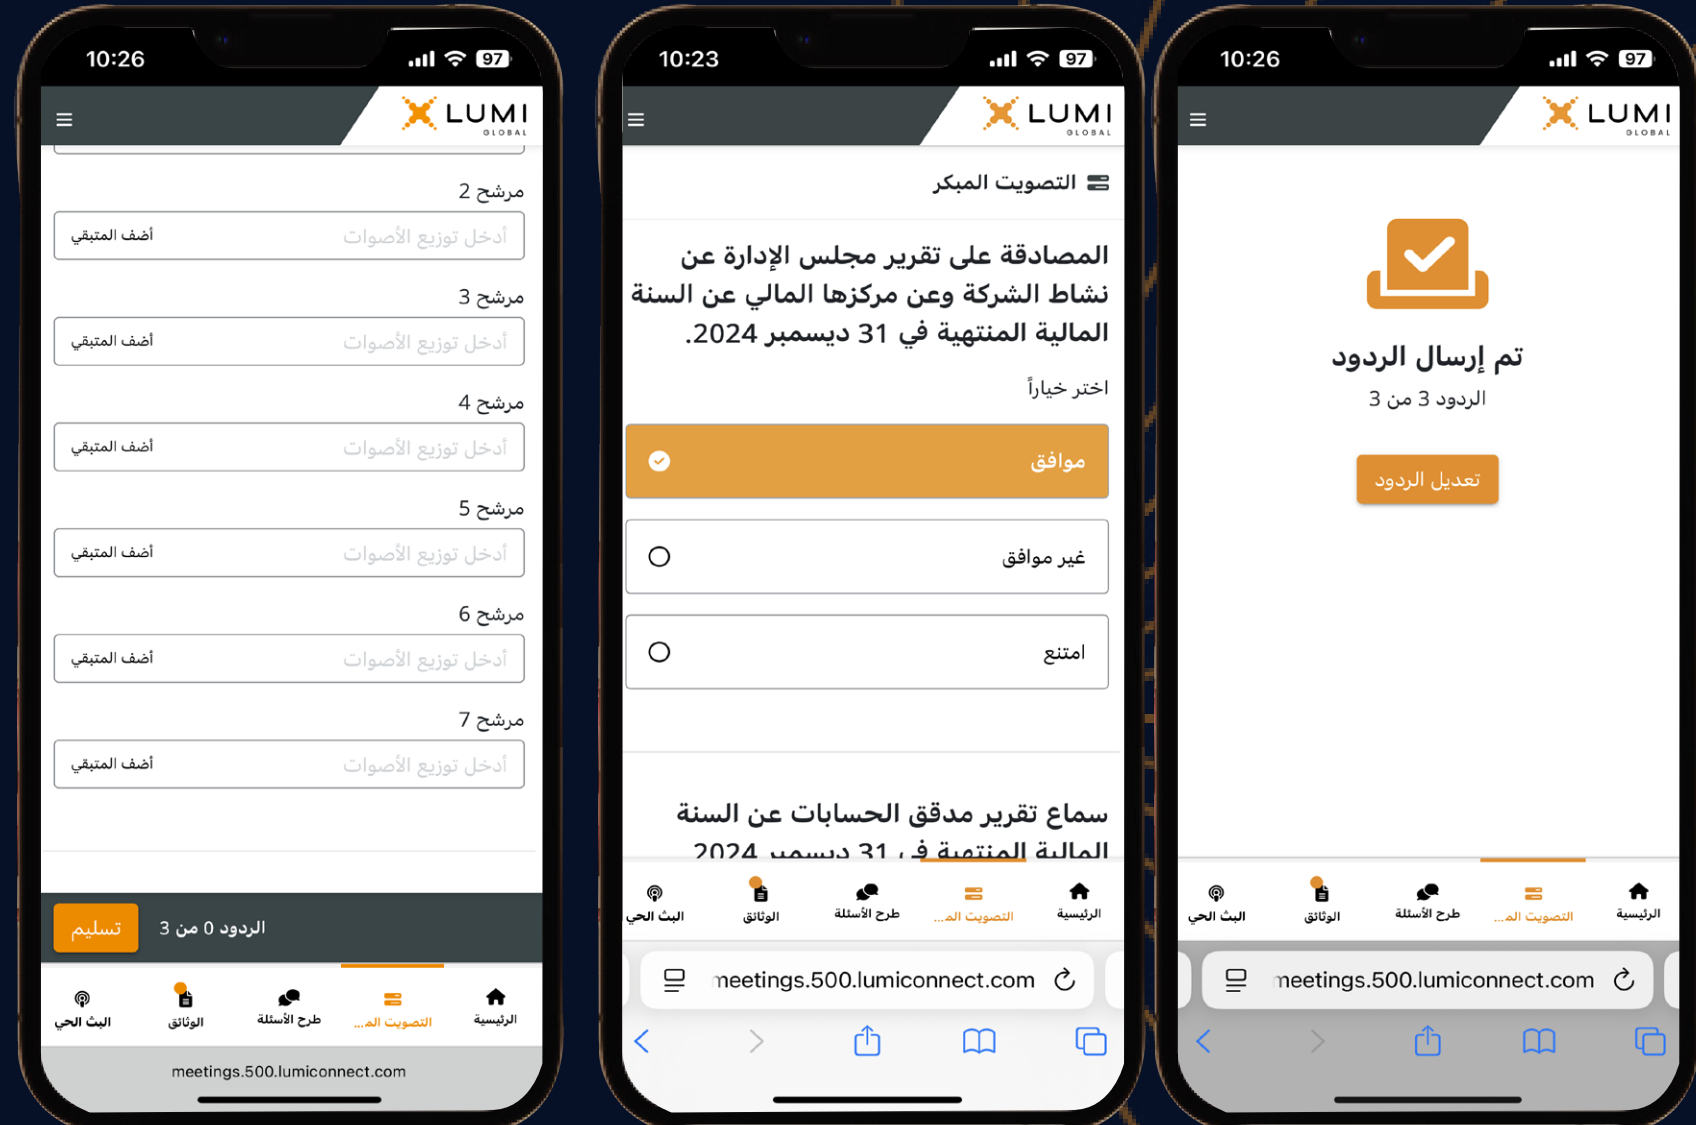 10:26
97
LUMI
GLOBAL
مرشح 2
أدخل توزيع الأصوات
أضف المتبقي
مرشح 3
أدخل توزيع الأصوات
أضف المتبقي
مرشح 4
أدخل توزيع الأصوات
أضف المتبقي
مرشح 5
أدخل توزيع الأصوات
أضف المتبقي
مرشح 6
أدخل توزيع الأصوات
أضف المتبقي
مرشح 7
أدخل توزيع الأصوات
أضف المتبقي
الردود 0 من 3
تسليم
الرئيسية
التصويت الم...
طرح الأسئلة
الوثائق
البث الحي
meetings.500.lumiconnect.com
10:23
97
LUMI
GLOBAL
التصويت المبكر
المصادقة على تقرير مجلس الإدارة عن
نشاط الشركة وعن مركزها المالي عن السنة
المالية المنتهية في 31 ديسمبر 2024.
اختر خياراً
موافق
غير موافق
امتنع
سماع تقرير مدقق الحسابات عن السنة
المالية المنتهية في 31 ديسمبر 2024
الرئيسية
التصويت الم...
طرح الأسئلة
الوثائق
البث الحي
meetings.500.lumiconnect.com
10:26
97
LUMI
GLOBAL
تم إرسال الردود
الردود 3 من 3
تعديل الردود
الرئيسية
التصويت الم...
طرح الأسئلة
الوثائق
البث الحي
meetings.500.lumiconnect.com